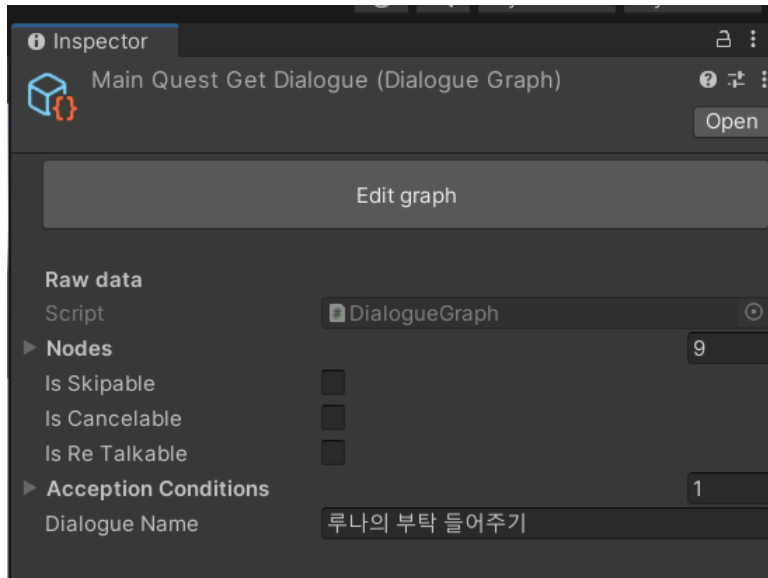 Inspector
Main Quest Get Dialogue (Dialogue Graph)
Open
Edit graph
Raw data
Script DialogueGraph
Nodes 9
Is Skipable
Is Cancelable
Is Re Talkable
Acception Conditions 1
Dialogue Name 루나의 부탁 들어주기